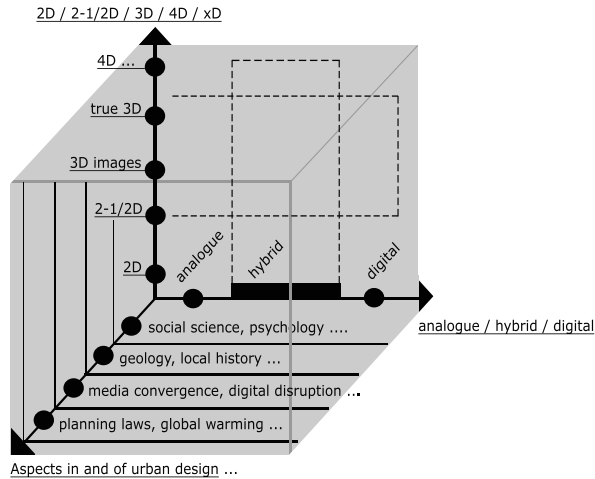 2D / 2-1/2D / 3D / 4D / xD
4D ...
true 3D
3D images
2-1/2D
2D
analogue
hybrid
digital
analogue / hybrid / digital
social science, psychology ....
geology, local history ...
media convergence, digital disruption ...
planning laws, global warming ...
Aspects in and of urban design ...